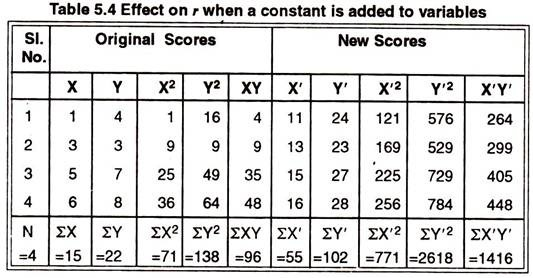 Table 5.4 Effect on r when a constant is added to variables
Sl. No. Original Scores New Scores
X Y X² Y² XY X′ Y′ X′² Y′² X′Y′
1 1 4 1 16 4 11 24 121 576 264
2 3 3 9 9 9 13 23 169 529 299
3 5 7 25 49 35 15 27 225 729 405
4 6 8 36 64 48 16 28 256 784 448
N ΣX ΣY ΣX² ΣY² ΣXY ΣX′ ΣY′ ΣX′² ΣY′² ΣX′Y′
=4 =15 =22 =71 =138 =96 =55 =102 =771 =2618 =1416